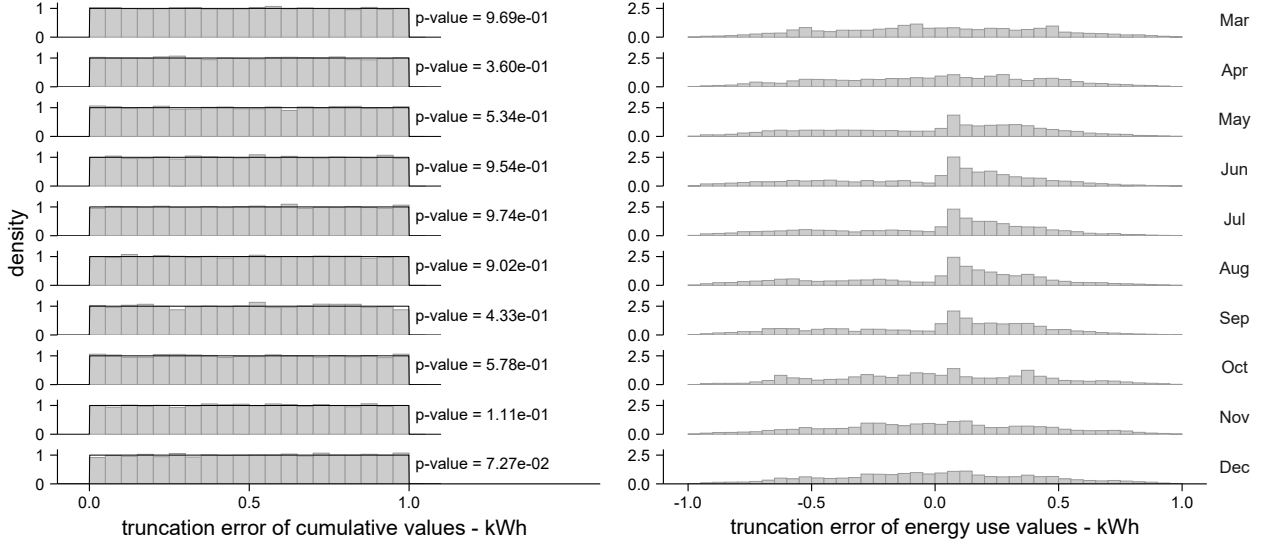 1
0
p-value = 9.69e-01
2.5
0.0
Mar
1
0
p-value = 3.60e-01
2.5
0.0
Apr
1
0
p-value = 5.34e-01
2.5
0.0
May
1
0
p-value = 9.54e-01
2.5
0.0
Jun
1
0
p-value = 9.74e-01
2.5
0.0
Jul
1
0
p-value = 9.02e-01
2.5
0.0
Aug
1
0
p-value = 4.33e-01
2.5
0.0
Sep
1
0
p-value = 5.78e-01
2.5
0.0
Oct
1
0
p-value = 1.11e-01
2.5
0.0
Nov
1
0
p-value = 7.27e-02
2.5
0.0
Dec
density
0.0 0.5 1.0
-1.0 -0.5 0.0 0.5 1.0
truncation error of cumulative values - kWh
truncation error of energy use values - kWh